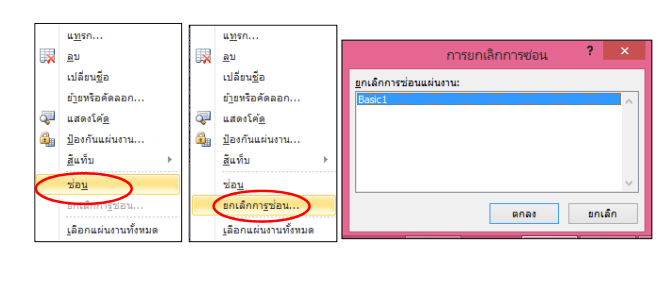 แทรก...
ลบ
เปลี่ยนชื่อ
ย้ายหรือคัดลอก...
แสดงโค้ด
ป้องกันแผ่นงาน...
สีแท็บ
ซ่อน
ยกเลิกการซ่อน...
เลือกแผ่นงานทั้งหมด
แทรก...
ลบ
เปลี่ยนชื่อ
ย้ายหรือคัดลอก...
แสดงโค้ด
ป้องกันแผ่นงาน...
สีแท็บ
ซ่อน
ยกเลิกการซ่อน...
เลือกแผ่นงานทั้งหมด
การยกเลิกการซ่อน ? ×
ยกเลิกการซ่อนแผ่นงาน:
Basic1
ตกลง ยกเลิก